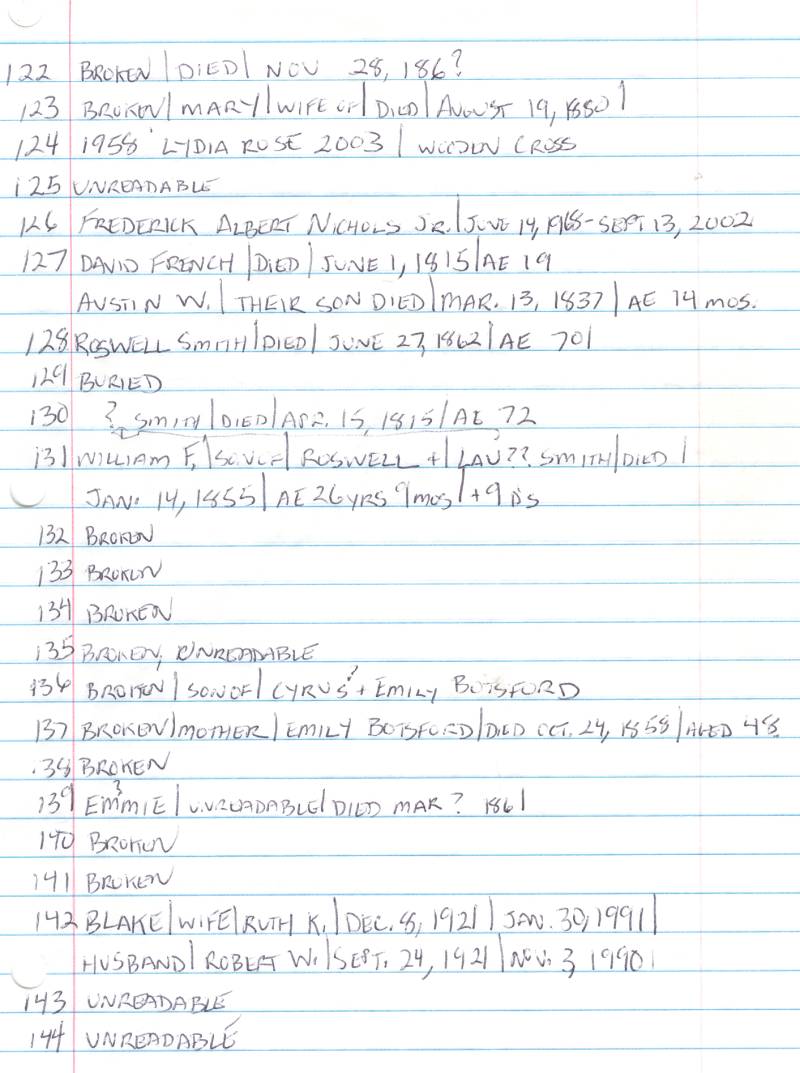 122 BROKEN | DIED | NOV 28, 186?
123 BROKEN | MARY | WIFE OF | DIED | AUGUST 19, 1880 |
124 1958 LYDIA RUSE 2003 | WOODEN CROSS
125 UNREADABLE
126 FREDERICK ALBERT NICHOLS JR. | JUNE 14, 1968 - SEPT. 13, 2002
127 DAVID FRENCH | DIED | JUNE 1, 1815 | AE 19
AUSTIN W. | THEIR SON DIED | MAR. 13, 1837 | AE 14 MOS.
128 ROSWELL SMITH | DIED | JUNE 27, 1862 | AE 70 |
129 BURIED
130 ? SMITH | DIED | APR. 15, 1815 | AE 72
131 WILLIAM F. | SON OF | ROSWELL + | LAU?? SMITH | DIED |
JAN. 14, 1855 | AE 26 YRS 9 MOS | + 9 D'S
132 BROKEN
133 BROKEN
134 BROKEN
135 BROKEN, UNREADABLE
136 BROKEN | SON OF | CYRUS? + EMILY BOTSFORD
137 BROKEN | MOTHER | EMILY BOTSFORD | DIED OCT. 24, 1858 | AGED 48
138 BROKEN
139 EMMIE? | UNREADABLE | DIED MAR ? 1861
140 BROKEN
141 BROKEN
142 BLAKE | WIFE | RUTH K. | DEC. 8, 1921 | JAN. 30, 1991 |
HUSBAND | ROBERT W. | SEPT. 24, 1921 | NOV. 3, 1990 |
143 UNREADABLE
144 UNREADABLE